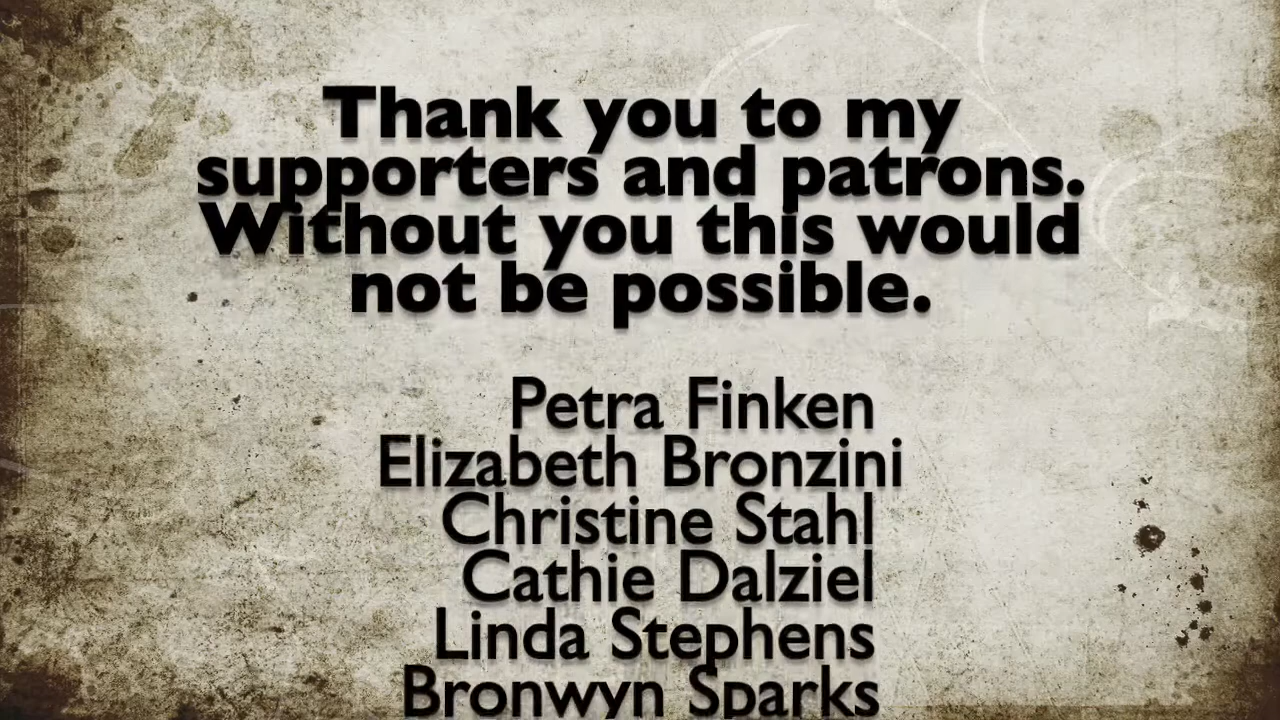 Thank you to my
supporters and patrons.
Without you this would
not be possible.
Petra Finken
Elizabeth Bronzini
Christine Stahl
Cathie Dalziel
Linda Stephens
Bronwyn Sparks